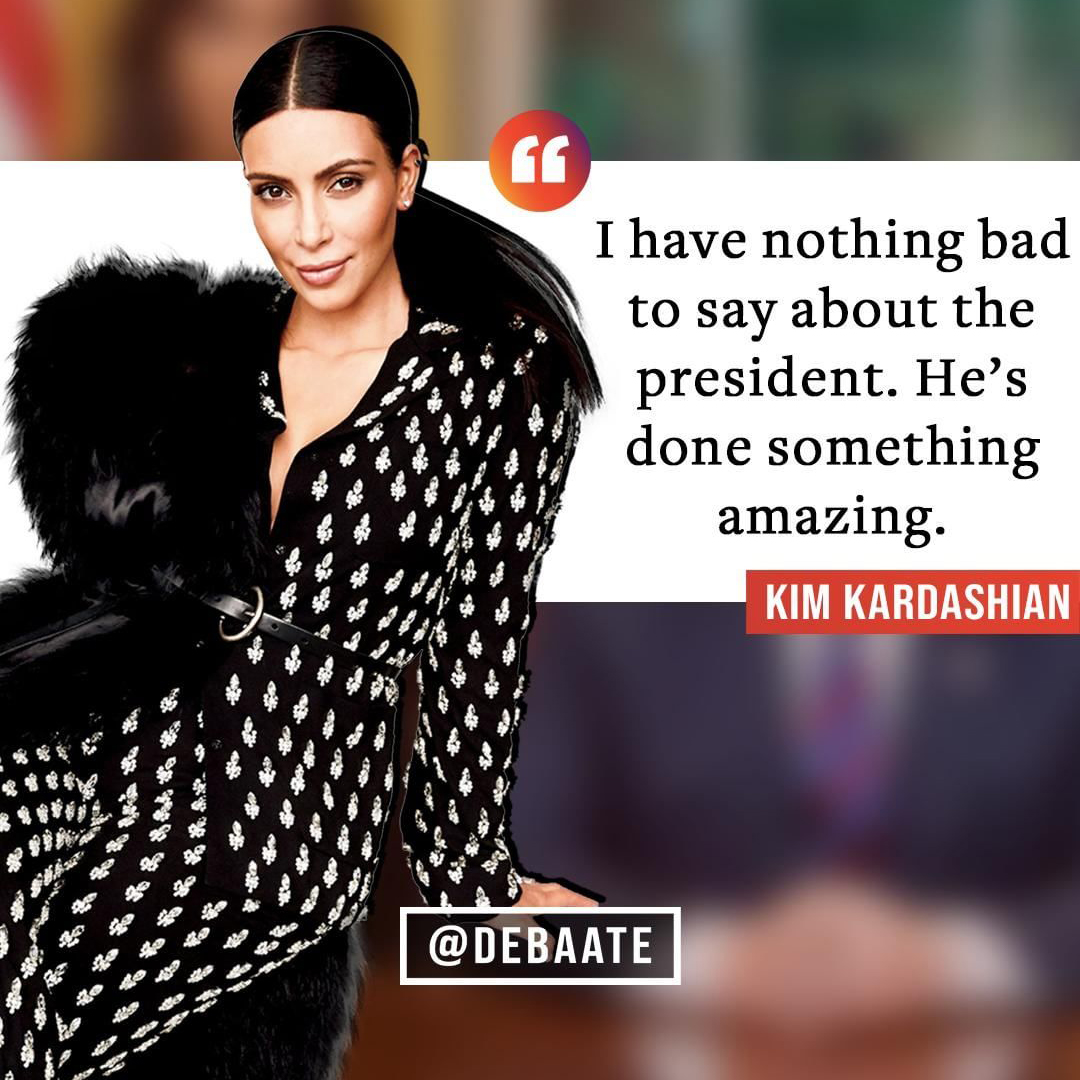 “
I have nothing bad
to say about the
president. He’s
done something
amazing.
KIM KARDASHIAN
@DEBAATE